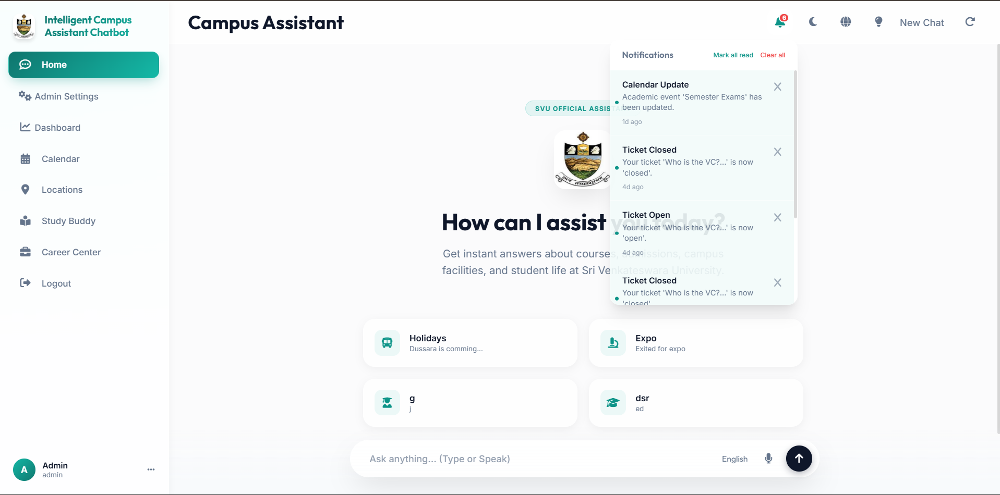 Intelligent Campus
Assistant Chatbot
Home
Admin Settings
Dashboard
Calendar
Locations
Study Buddy
Career Center
Logout
A
Admin
admin
Campus Assistant
6
New Chat
Notifications
Mark all read
Clear all
Calendar Update
Academic event 'Semester Exams' has
been updated.
1d ago
Ticket Closed
Your ticket 'Who is the VC?...' is now
'closed'.
4d ago
Ticket Open
Your ticket 'Who is the VC?...' is now
'open'.
4d ago
Ticket Closed
Your ticket 'Who is the VC?...' is now
'closed'
SVU OFFICIAL ASSISTANT
ज्ञानं सम्यगवेक्षणम्
How can I assist you today?
Get instant answers about courses, admissions, campus
facilities, and student life at Sri Venkateswara University.
Holidays
Dussara is comming...
Expo
Exited for expo
g
j
dsr
ed
Ask anything... (Type or Speak)
English